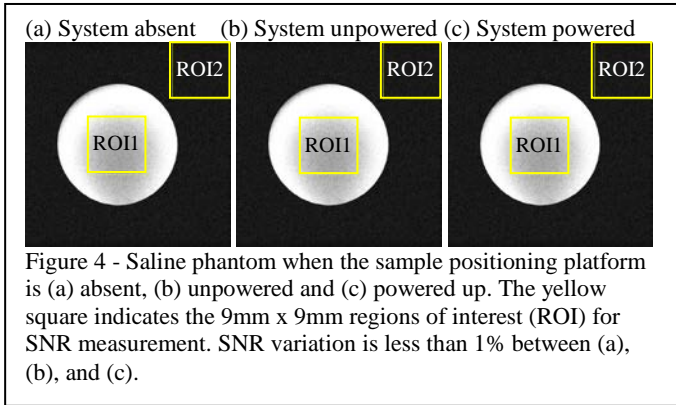 (a) System absent (b) System unpowered (c) System powered
ROI2 ROI2 ROI2
ROI1 ROI1 ROI1
Figure 4 - Saline phantom when the sample positioning platform
is (a) absent, (b) unpowered and (c) powered up. The yellow
square indicates the 9mm x 9mm regions of interest (ROI) for
SNR measurement. SNR variation is less than 1% between (a),
(b), and (c).